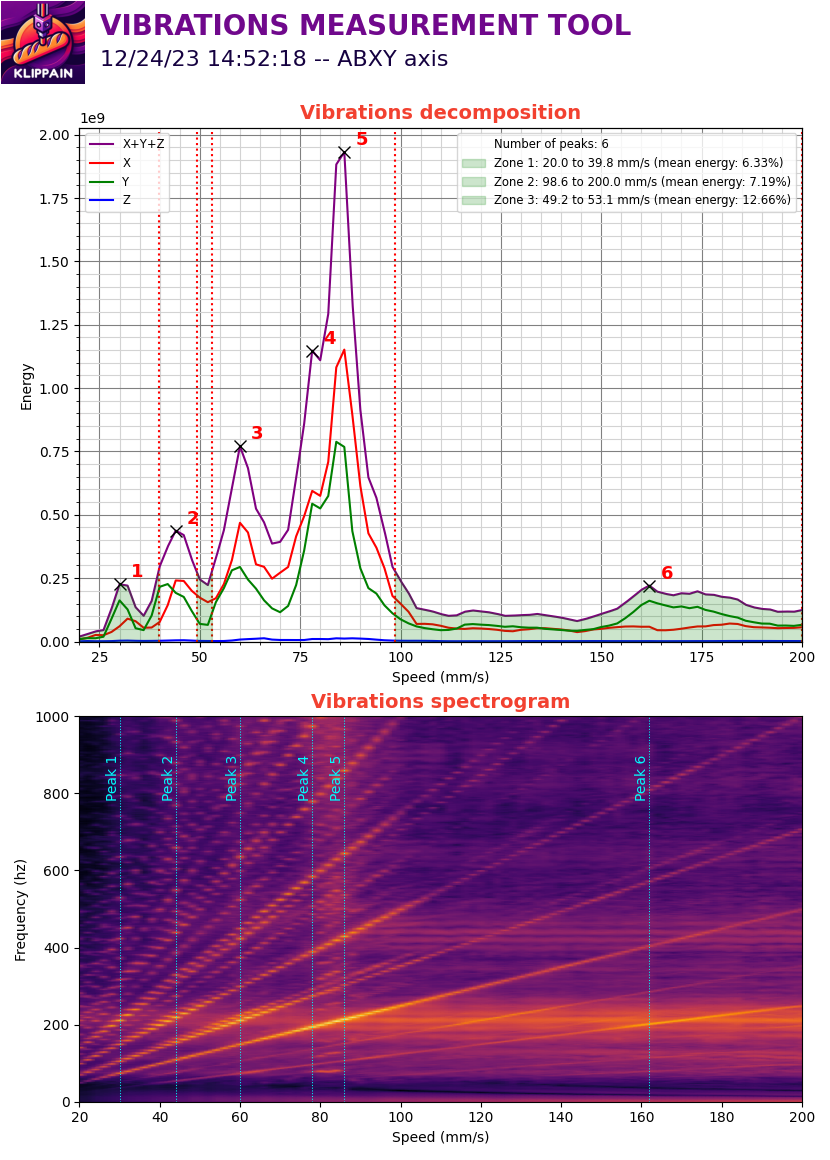 KLIPPAIN
VIBRATIONS MEASUREMENT TOOL
12/24/23 14:52:18 -- ABXY axis
Vibrations decomposition
1e9
2.00
1.75
1.50
1.25
1.00
0.75
0.50
0.25
0.00
Energy
X+Y+Z
X
Y
Z
Number of peaks: 6
Zone 1: 20.0 to 39.8 mm/s (mean energy: 6.33%)
Zone 2: 98.6 to 200.0 mm/s (mean energy: 7.19%)
Zone 3: 49.2 to 53.1 mm/s (mean energy: 12.66%)
1
2
3
4
5
6
25 50 75 100 125 150 175 200
Speed (mm/s)
Vibrations spectrogram
1000
800
600
400
200
0
Frequency (hz)
Peak 1
Peak 2
Peak 3
Peak 4
Peak 5
Peak 6
20 40 60 80 100 120 140 160 180 200
Speed (mm/s)